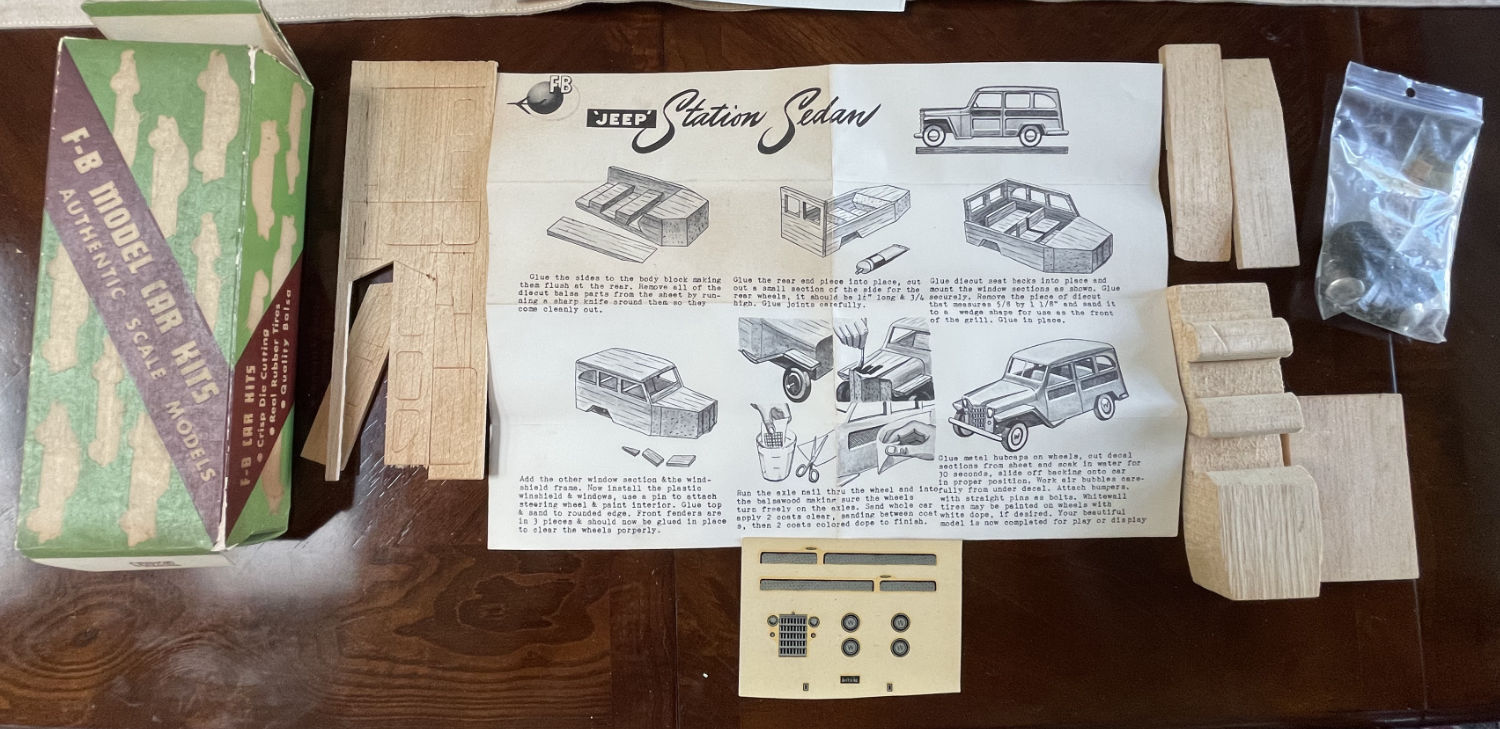 F-B MODEL CAR KITS
AUTHENTIC SCALE MODELS
F-B CAR KITS
● Crisp Die Cutting
● Real Rubber Tires
● Quality Balsa
FB
'JEEP' Station Sedan
Glue the sides to the body block making
them flush at the rear. Remove all of the
diecut balsa parts from the sheet by run-
ning a sharp knife around them so they
come cleanly out.
Glue the rear end piece into place, cut
out a small section of the side for the
rear wheels, it should be 1¼" long & 3/4
high. Glue joints carefully.
Glue diecut seat backs into place and
mount the window sections as shown. Glue
securely. Remove the piece of diecut
that measures 5/8 by 1 1/8" and sand it
to a wedge shape for use as the front
of the grill. Glue in place.
Add the other window section &the wind-
shield frame. Now install the plastic
winshield & windows, use a pin to attach
steering wheel & paint interior. Glue top
& sand to rounded edge. Front fenders are
in 3 pieces & should now be glued in place
to clear the wheels porperly.
Run the axle nail thru the wheel and into
the balsawood making sure the wheels
turn freely on the axles. Sand whole car
apply 2 coats clear, sanding between coat
s, then 2 coats colored dope to finish.
Glue metal hubcaps on wheels, cut decal
sections from sheet and soak in water for
30 seconds, slide off backing onto car
in proper position. Work air bubbles care-
fully from under decal. Attach bumpers.
with straight pins as bolts. Whitewall
tires may be painted on wheels with
white dope, if desired. Your beautiful
model is now completed for play or display
W
W
W
W